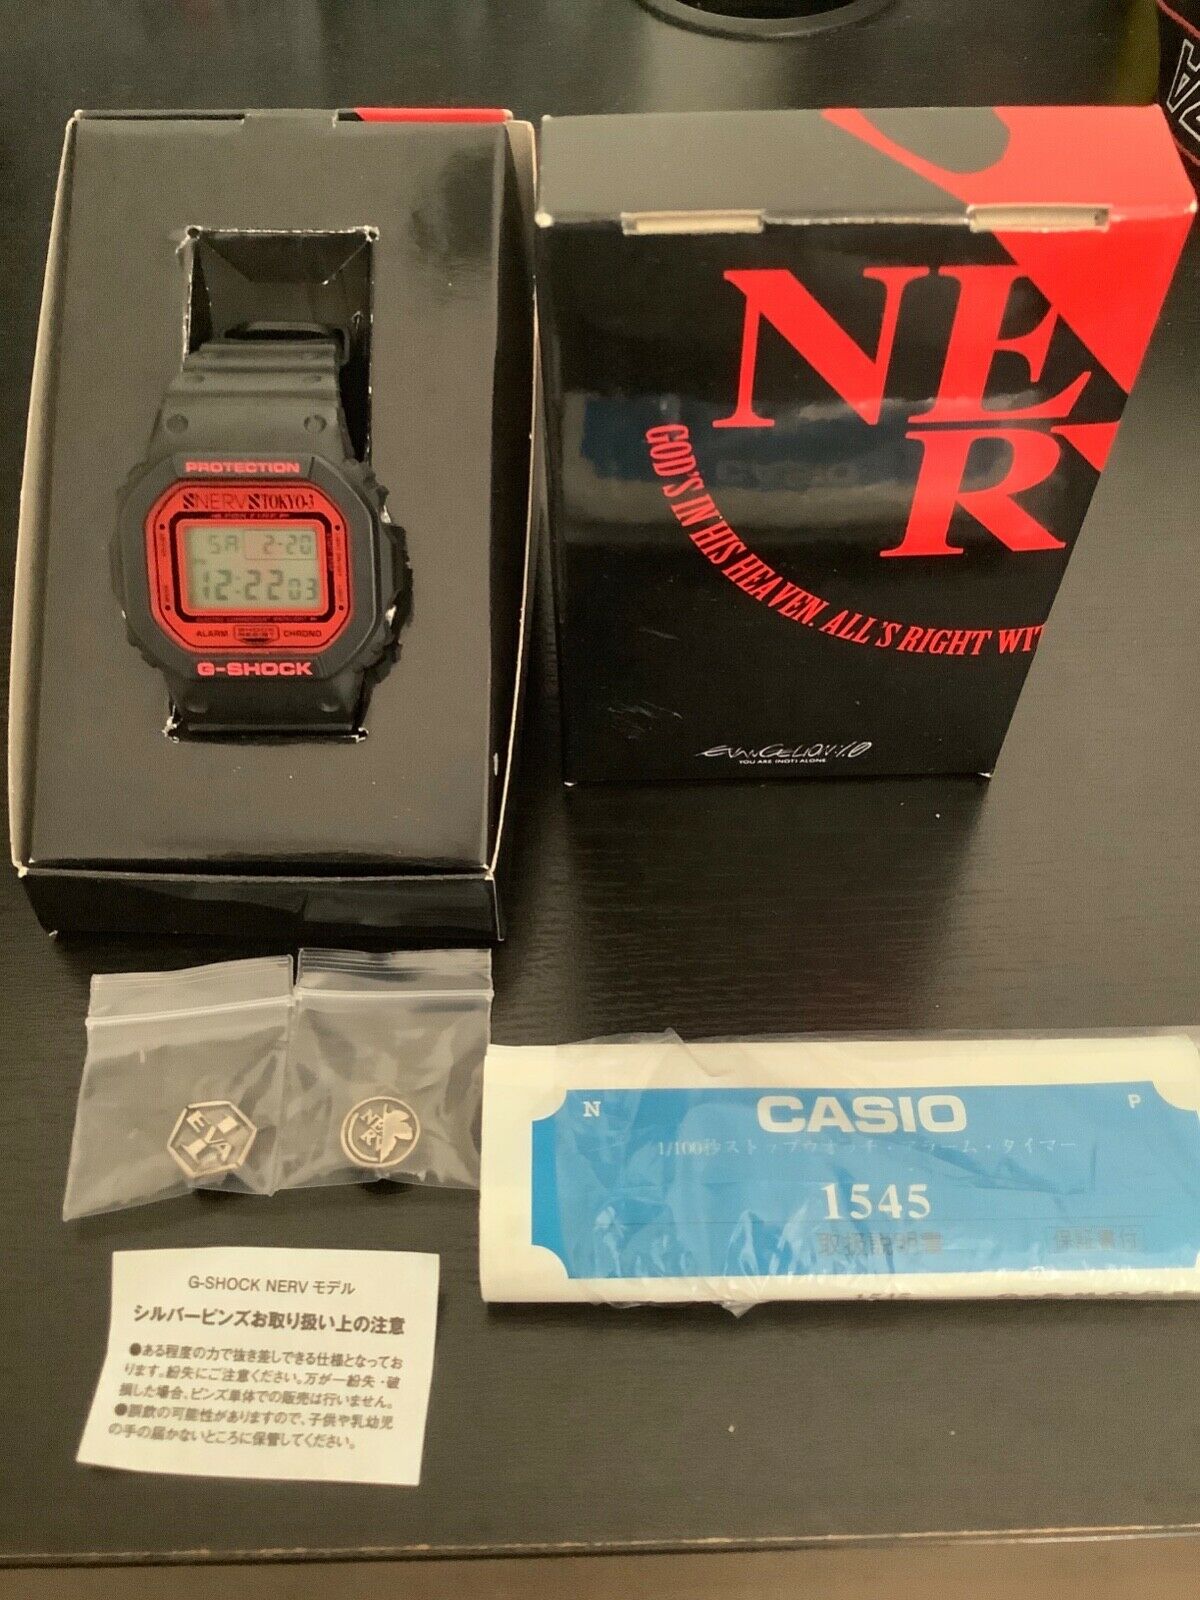 PROTECTION
NERV TOKYO-3
SA 2-20
12:22 03
ALARM
CHRONO
G-SHOCK
NE
R
GOD'S IN HIS HEAVEN. ALL'S RIGHT WIT
EVANGELION:1.0
YOU ARE (NOT) ALONE.
EVA
NERV
N
CASIO
P
1/100秒ストップウオッチ・アラーム・タイマー
1545
取扱説明書
保証書付
G-SHOCK NERV モデル
シルバーピンズお取り扱い上の注意
●ある程度の力で抜き差しできる仕様となってお
ります。紛失にご注意ください。万が一紛失・破
損した場合、ピンズ単体での販売は行いません。
●誤飲の可能性がありますので、子供や乳幼児
の手の届かないところに保管してください。